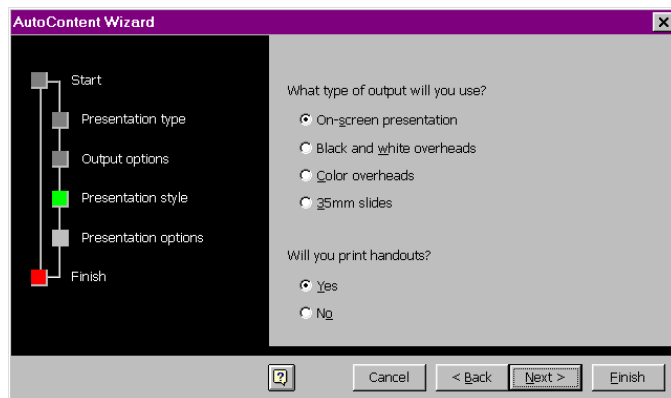 AutoContent Wizard
Start
Presentation type
Output options
Presentation style
Presentation options
Finish
What type of output will you use?
On-screen presentation
Black and white overheads
Color overheads
35mm slides
Will you print handouts?
Yes
No
?
Cancel
< Back
Next >
Finish